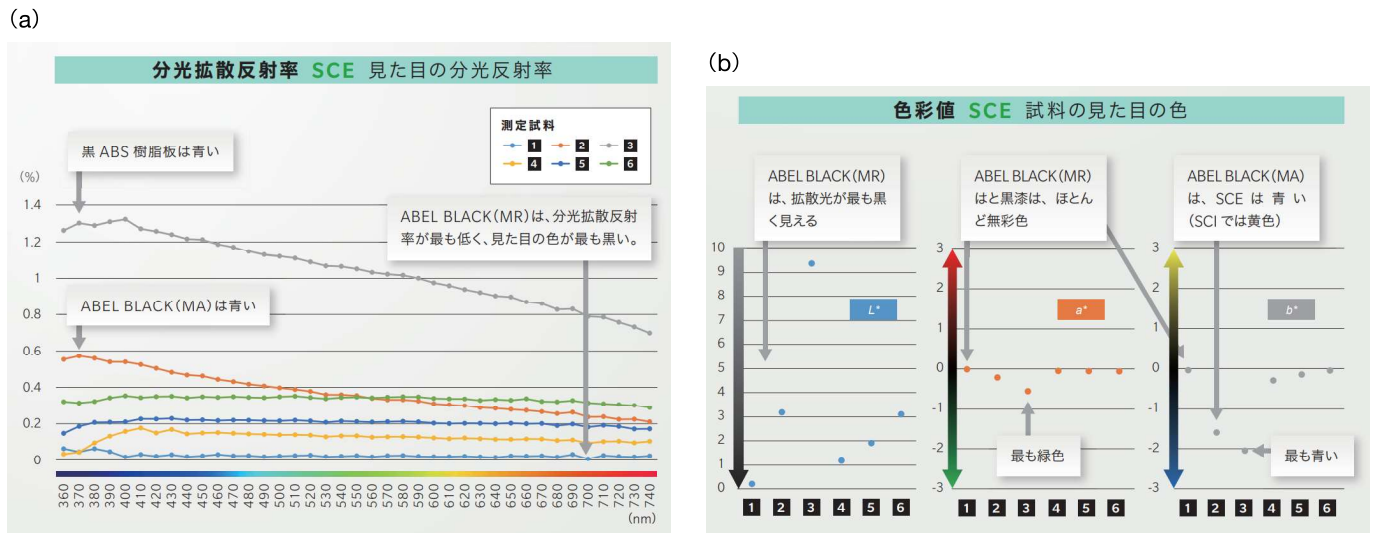 (a)
分光拡散反射率 SCE 見た目の分光反射率
測定試料
1 2 3
4 5 6
黒 ABS 樹脂板は青い
(%)
ABEL BLACK(MR)は、分光拡散反射
率が最も低く、見た目の色が最も黒い。
ABEL BLACK(MA)は青い
1.4
1.2
1
0.8
0.6
0.4
0.2
0
360 370 380 390 400 410 420 430 440 450 460 470 480 490 500 510 520 530 540 550 560 570 580 590 600 610 620 630 640 650 660 670 680 690 700 710 720 730 740
(nm)
(b)
色彩値 SCE 試料の見た目の色
ABEL BLACK(MR)
は、拡散光が最も黒
く見える
10
9
8
7
6
5
4
3
2
1
0
L*
1 2 3 4 5 6
ABEL BLACK(MR)
はと黒漆は、ほとん
ど無彩色
3
2
1
0
-1
-2
-3
a*
最も緑色
1 2 3 4 5 6
ABEL BLACK(MA)
は、SCE は 青 い
(SCI では黄色)
3
2
1
0
-1
-2
-3
b*
最も青い
1 2 3 4 5 6